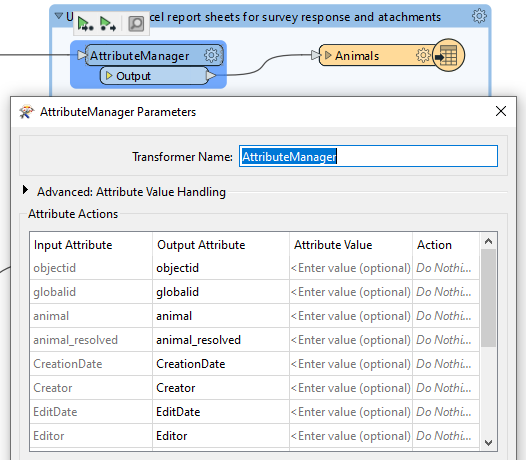 U cel report sheets for survey response and atachments
AttributeManager
Output
Animals
AttributeManager Parameters
Transformer Name: AttributeManager
Advanced: Attribute Value Handling
Attribute Actions
Input Attribute Output Attribute Attribute Value Action
objectid objectid <Enter value (optional) Do Nothi...
globalid globalid <Enter value (optional) Do Nothi...
animal animal <Enter value (optional) Do Nothi...
animal_resolved animal_resolved <Enter value (optional) Do Nothi...
CreationDate CreationDate <Enter value (optional) Do Nothi...
Creator Creator <Enter value (optional) Do Nothi...
EditDate EditDate <Enter value (optional) Do Nothi...
Editor Editor <Enter value (optional) Do Nothi...